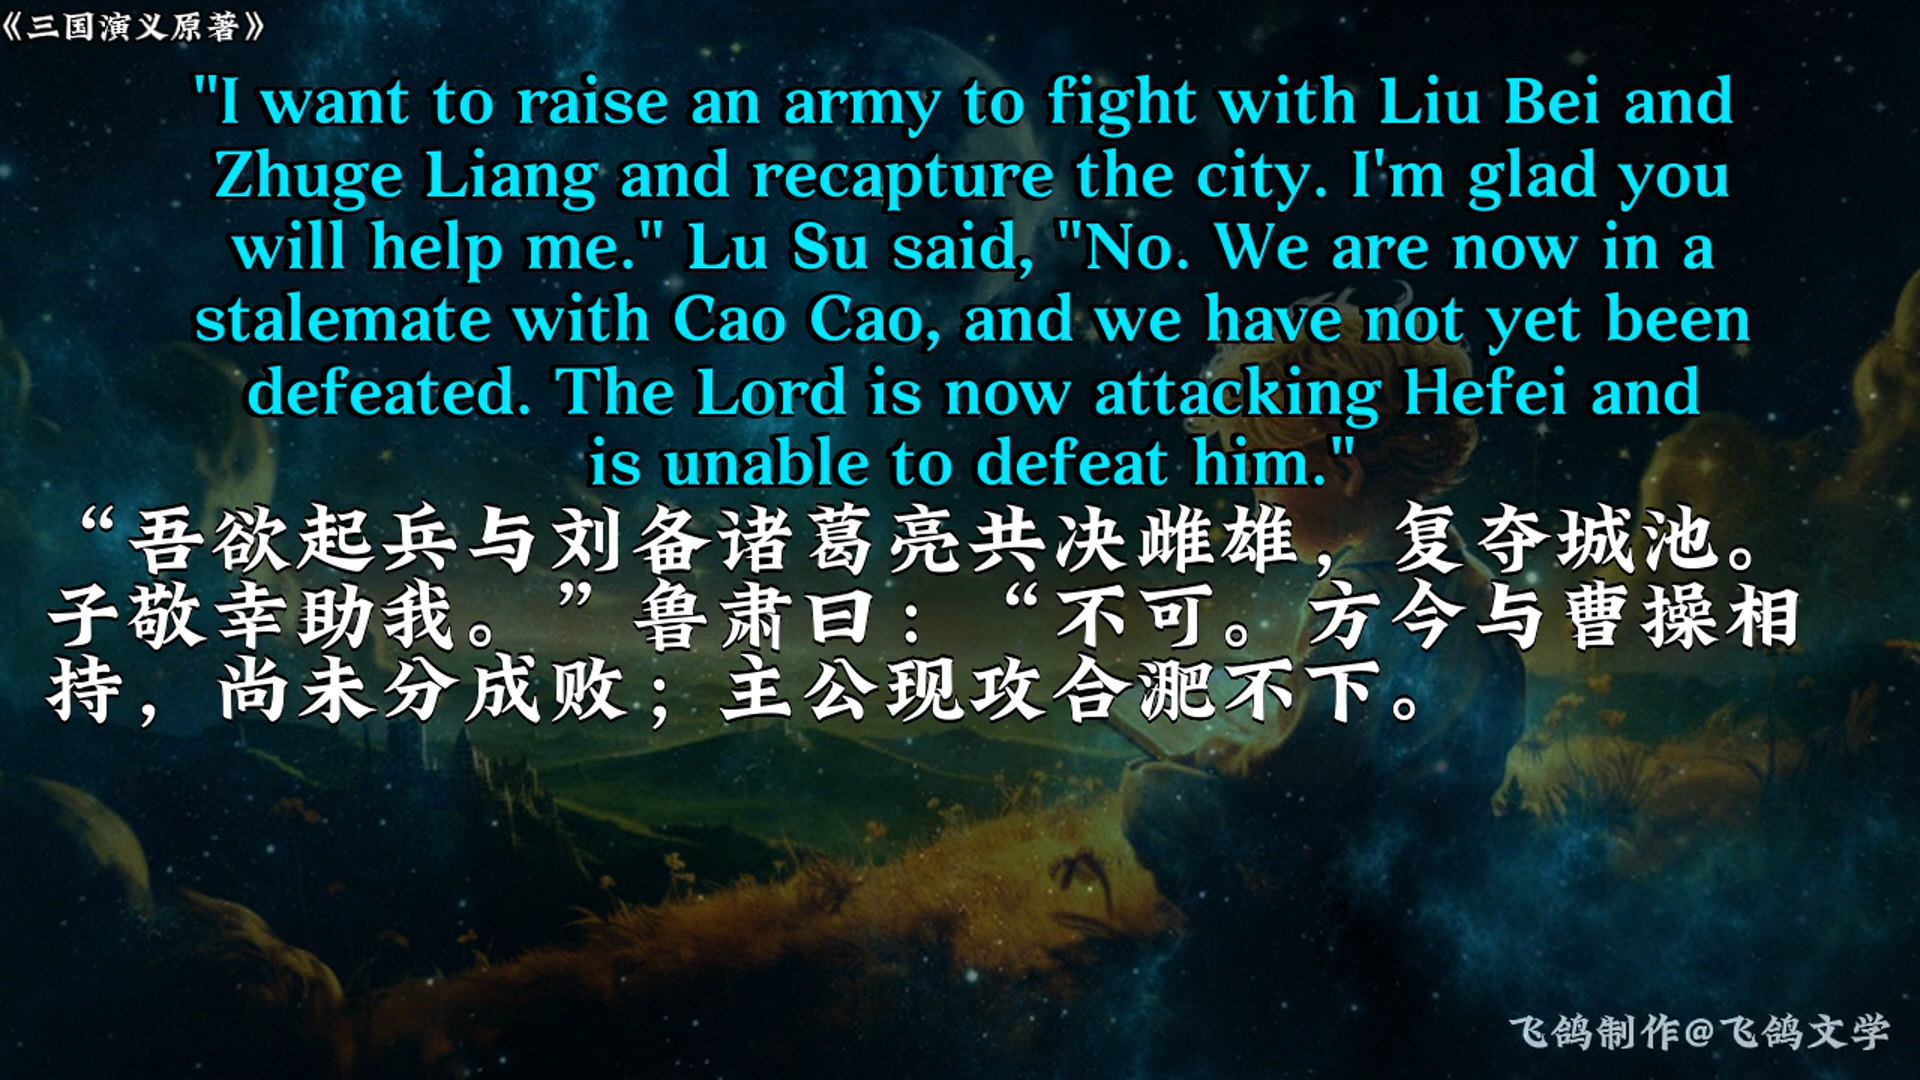 《三国演义原著》
"I want to raise an army to fight with Liu Bei and
Zhuge Liang and recapture the city. I'm glad you
will help me." Lu Su said, "No. We are now in a
stalemate with Cao Cao, and we have not yet been
defeated. The Lord is now attacking Hefei and
is unable to defeat him."
“吾欲起兵与刘备诸葛亮共决雌雄，复夺城池。
子敬幸助我。”鲁肃曰：“不可。方今与曹操相
持，尚未分成败；主公现攻合淝不下。
飞鸽制作@飞鸽文学